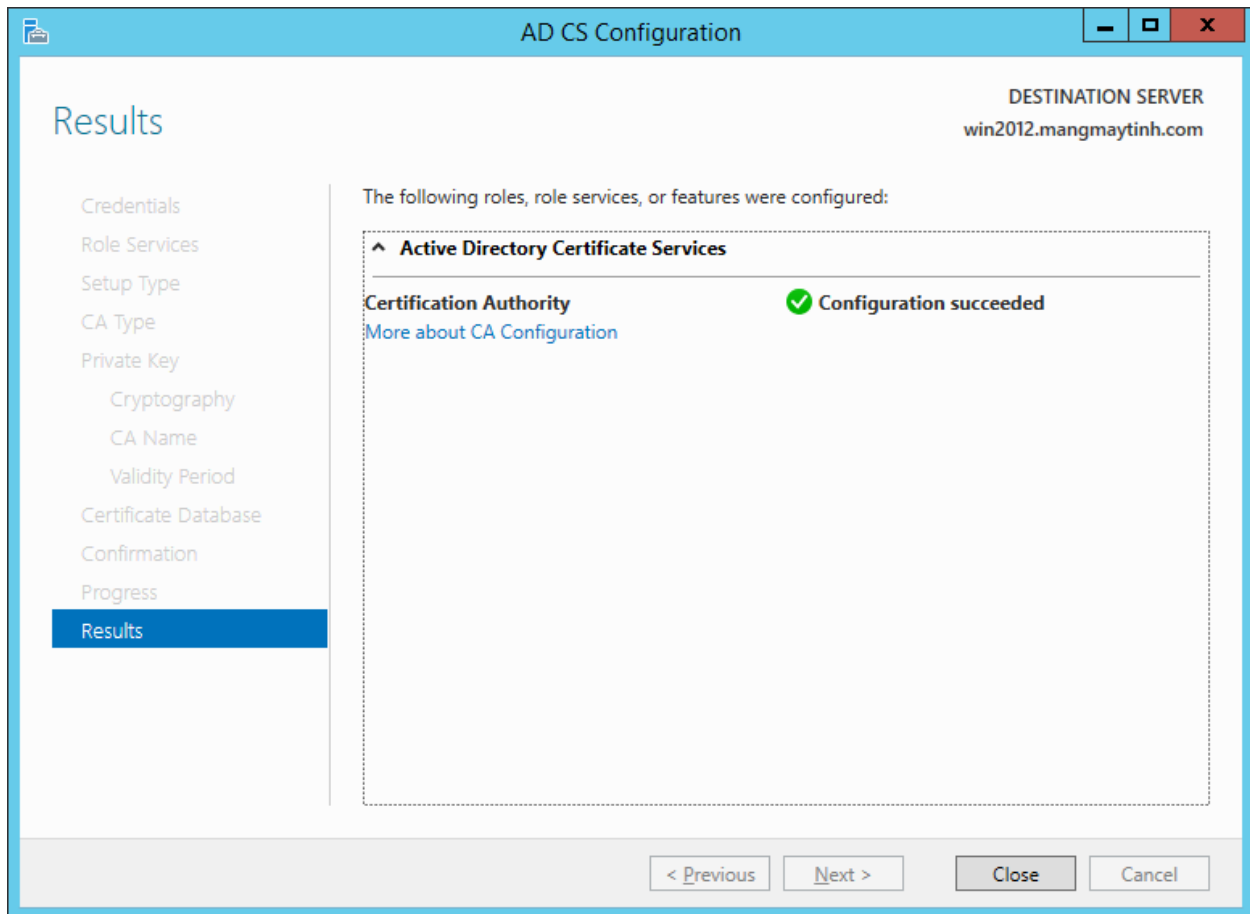 AD CS Configuration
DESTINATION SERVER
win2012.mangmaytinh.com
Results
Credentials
Role Services
Setup Type
CA Type
Private Key
Cryptography
CA Name
Validity Period
Certificate Database
Confirmation
Progress
Results
The following roles, role services, or features were configured:
Active Directory Certificate Services
Certification Authority
Configuration succeeded
More about CA Configuration
< Previous
Next >
Close
Cancel